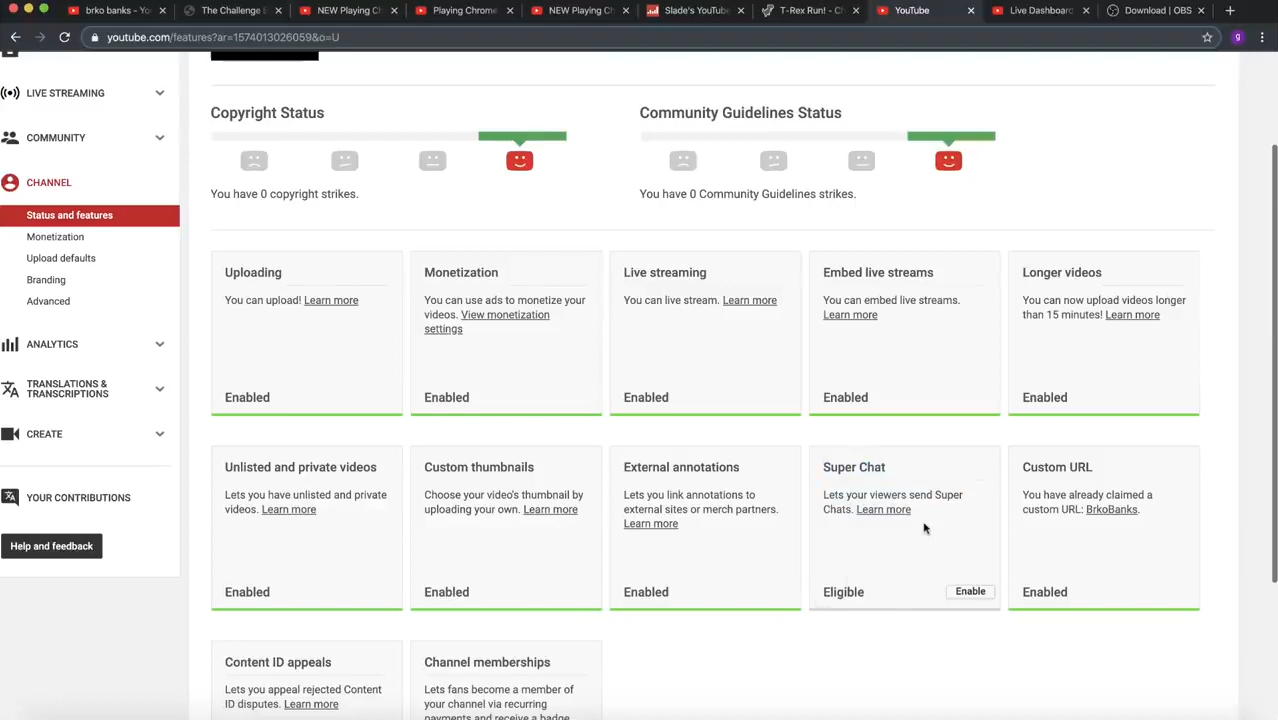 brko banks - Yo
The Challenge E
NEW Playing Ch
Playing Chrome
NEW Playing Ch
Slade's YouTube
T-Rex Run! - Ch
YouTube
Live Dashboard
Download | OBS
youtube.com/features?ar=1574013026059&o=U
g
LIVE STREAMING
COMMUNITY
CHANNEL
Status and features
Monetization
Upload defaults
Branding
Advanced
ANALYTICS
TRANSLATIONS &
TRANSCRIPTIONS
CREATE
YOUR CONTRIBUTIONS
Help and feedback
Copyright Status
You have 0 copyright strikes.
Community Guidelines Status
You have 0 Community Guidelines strikes.
Uploading
You can upload! Learn more
Enabled
Monetization
You can use ads to monetize your
videos. View monetization
settings
Enabled
Live streaming
You can live stream. Learn more
Enabled
Embed live streams
You can embed live streams.
Learn more
Enabled
Longer videos
You can now upload videos longer
than 15 minutes! Learn more
Enabled
Unlisted and private videos
Lets you have unlisted and private
videos. Learn more
Enabled
Custom thumbnails
Choose your video's thumbnail by
uploading your own. Learn more
Enabled
External annotations
Lets you link annotations to
external sites or merch partners.
Learn more
Enabled
Super Chat
Lets your viewers send Super
Chats. Learn more
Eligible
Enable
Custom URL
You have already claimed a
custom URL: BrkoBanks.
Enabled
Content ID appeals
Lets you appeal rejected Content
ID disputes. Learn more
Channel memberships
Lets fans become a member of
your channel via recurring
payments and receive a badge